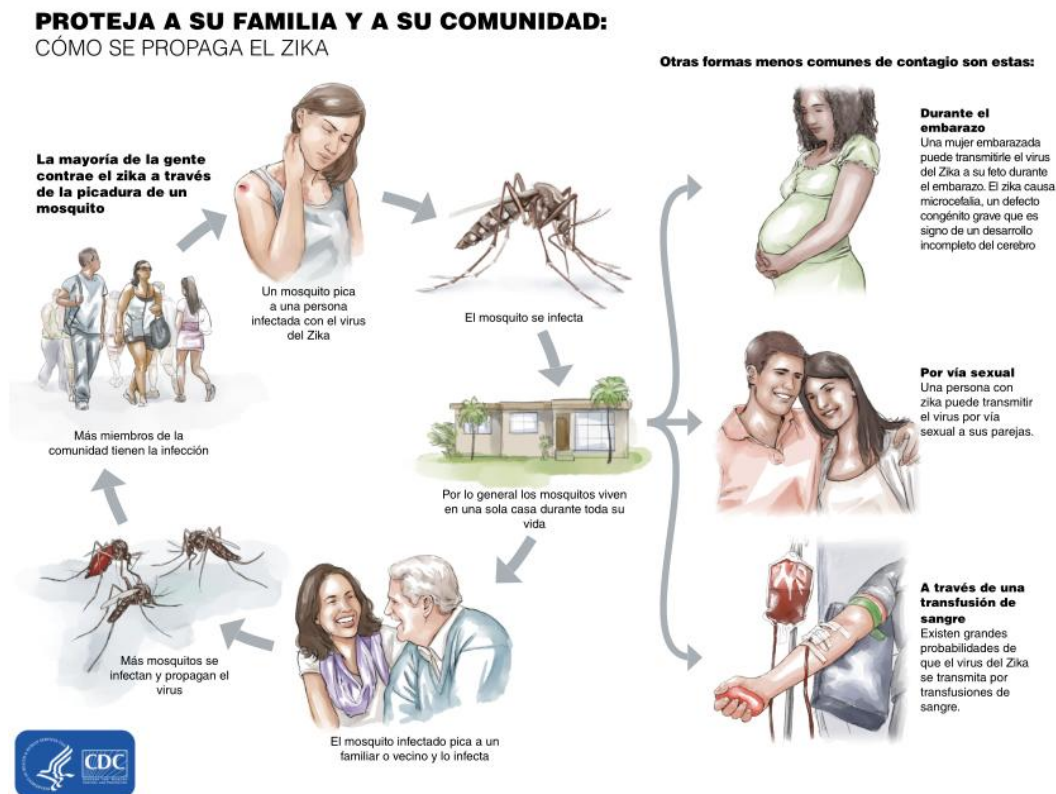 PROTEJA A SU FAMILIA Y A SU COMUNIDAD:
CÓMO SE PROPAGA EL ZIKA
La mayoría de la gente
contrae el zika a través
de la picadura de un
mosquito
Un mosquito pica
a una persona
infectada con el virus
del Zika
El mosquito se infecta
Por lo general los mosquitos viven
en una sola casa durante toda su
vida
El mosquito infectado pica a un
familiar o vecino y lo infecta
Más mosquitos se
infectan y propagan el
virus
Más miembros de la
comunidad tienen la infección
Otras formas menos comunes de contagio son estas:
Durante el
embarazo
Una mujer embarazada
puede transmitirle el virus
del Zika a su feto durante
el embarazo. El zika causa
microcefalia, un defecto
congénito grave que es
signo de un desarrollo
incompleto del cerebro
Por vía sexual
Una persona con
zika puede transmitir
el virus por vía
sexual a sus parejas.
A través de una
transfusión de
sangre
Existen grandes
probabilidades de
que el virus del Zika
se transmita por
transfusiones de
sangre.
CDC